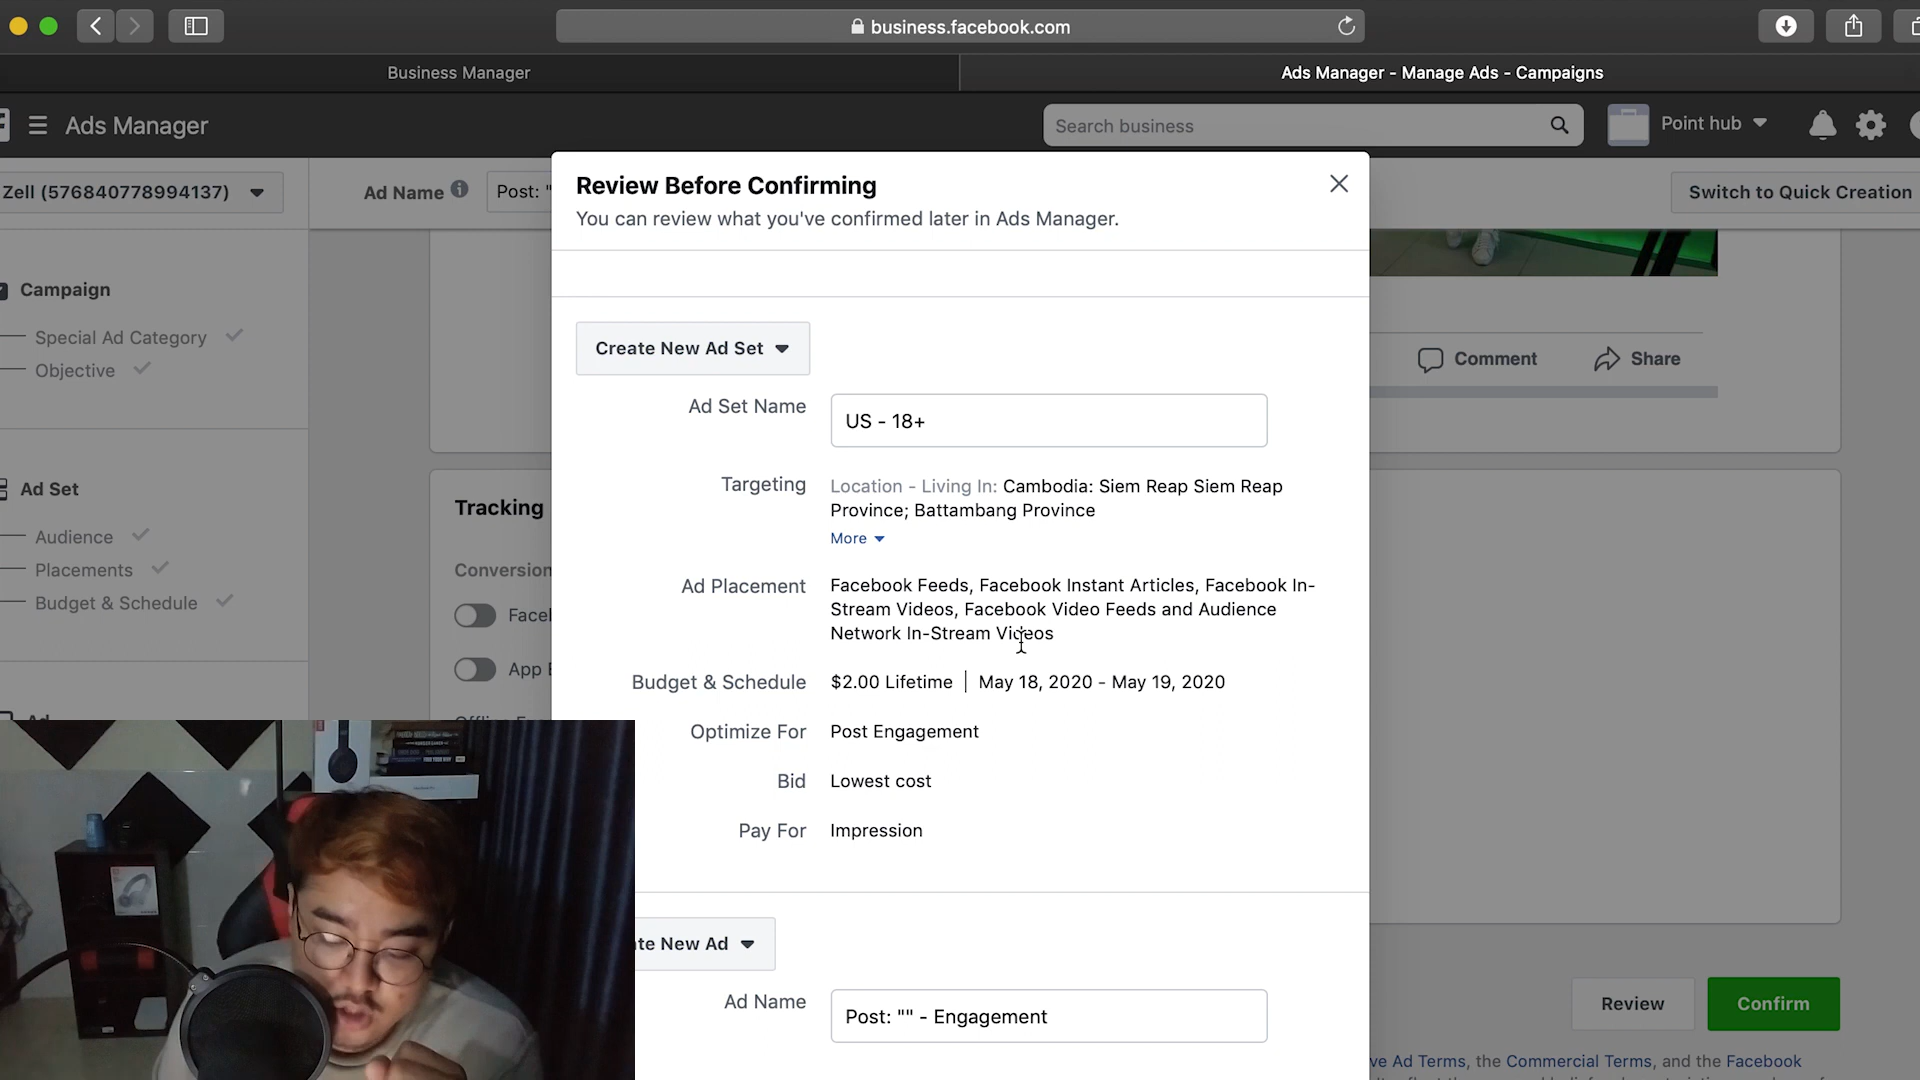 business.facebook.com
Business Manager
Ads Manager - Manage Ads - Campaigns
Ads Manager
Search business
Point hub
Zell (576840778994137)
Ad Name
Post: "
Switch to Quick Creation
Review Before Confirming
You can review what you've confirmed later in Ads Manager.
Campaign
Special Ad Category
Objective
Ad Set
Audience
Placements
Budget & Schedule
Tracking
Conversion
App
Create New Ad Set
Ad Set Name
US - 18+
Targeting
Location - Living In: Cambodia: Siem Reap Siem Reap
Province; Battambang Province
More
Ad Placement
Facebook Feeds, Facebook Instant Articles, Facebook In-
Stream Videos, Facebook Video Feeds and Audience
Network In-Stream Videos
Budget & Schedule
$2.00 Lifetime | May 18, 2020 - May 19, 2020
Optimize For
Post Engagement
Bid
Lowest cost
Pay For
Impression
New Ad
Ad Name
Post: "" - Engagement
Comment
Share
Review
Confirm
Ad Terms, the Commercial Terms, and the Facebook